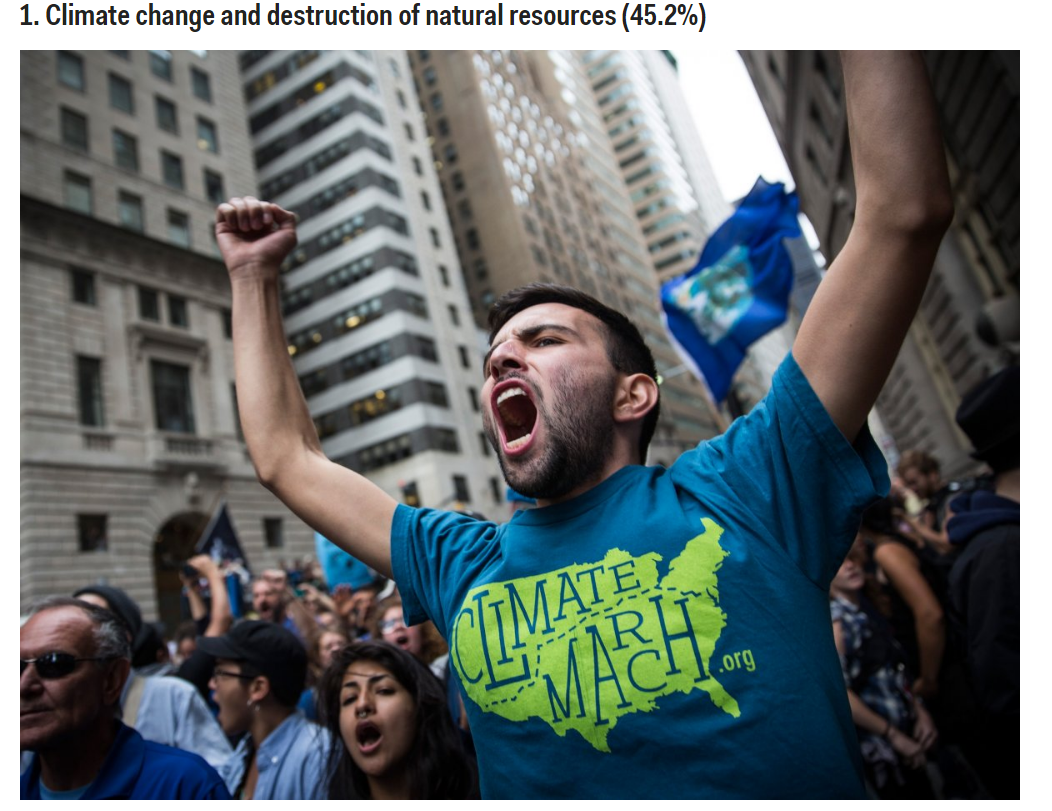 1. Climate change and destruction of natural resources (45.2%)
CLIMATE
MARCH
.org